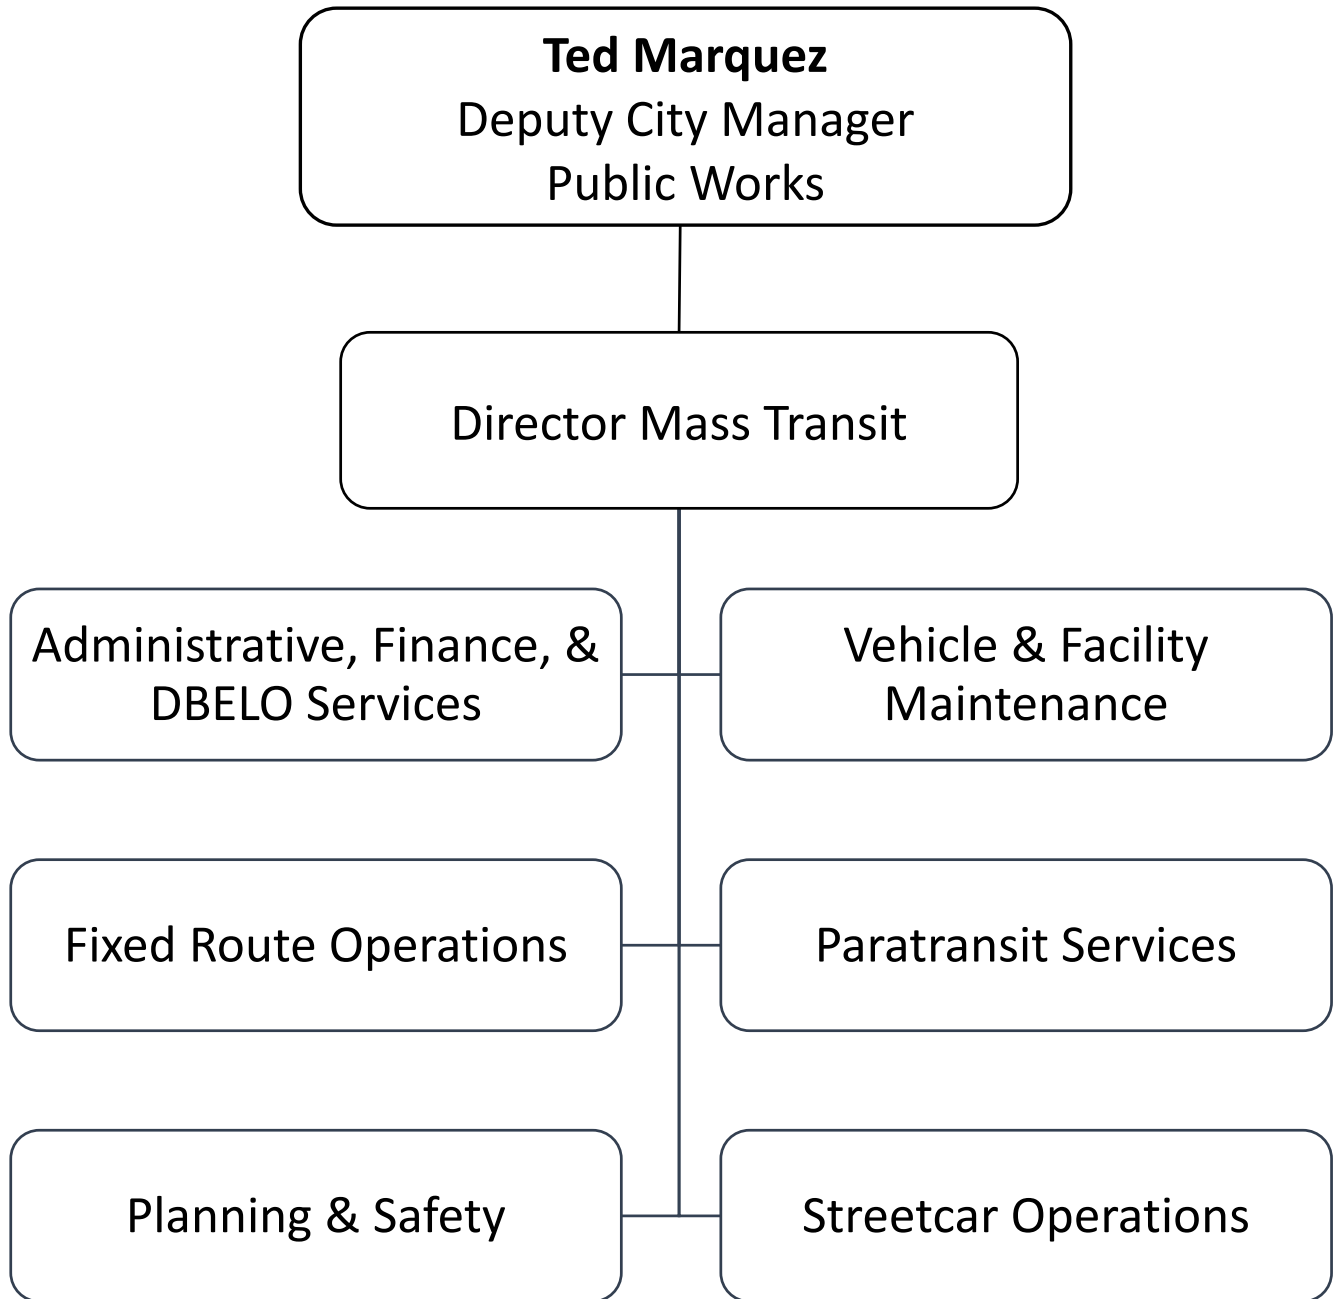 Ted Marquez
Deputy City Manager
Public Works
Director Mass Transit
Administrative, Finance, &
DBELO Services
Vehicle & Facility
Maintenance
Fixed Route Operations
Paratransit Services
Planning & Safety
Streetcar Operations